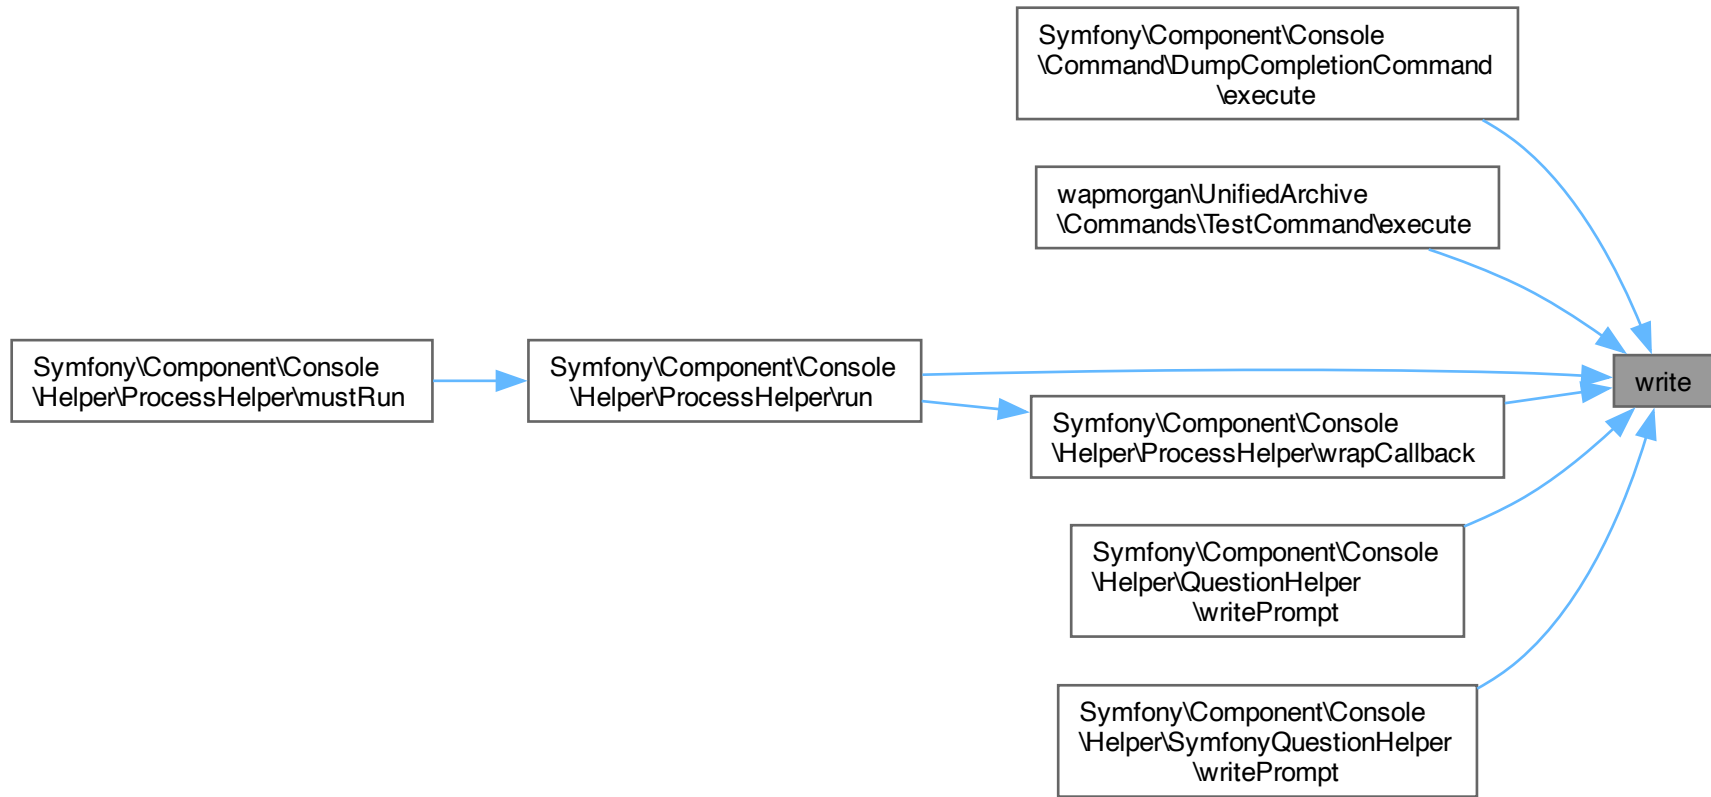 Symfony\Component\Console
\Command\DumpCompletionCommand
\execute
wapmorgan\UnifiedArchive
\Commands\TestCommand\execute
Symfony\Component\Console
\Helper\ProcessHelper\mustRun
Symfony\Component\Console
\Helper\ProcessHelper\run
write
Symfony\Component\Console
\Helper\ProcessHelper\wrapCallback
Symfony\Component\Console
\Helper\QuestionHelper
\writePrompt
Symfony\Component\Console
\Helper\SymfonyQuestionHelper
\writePrompt